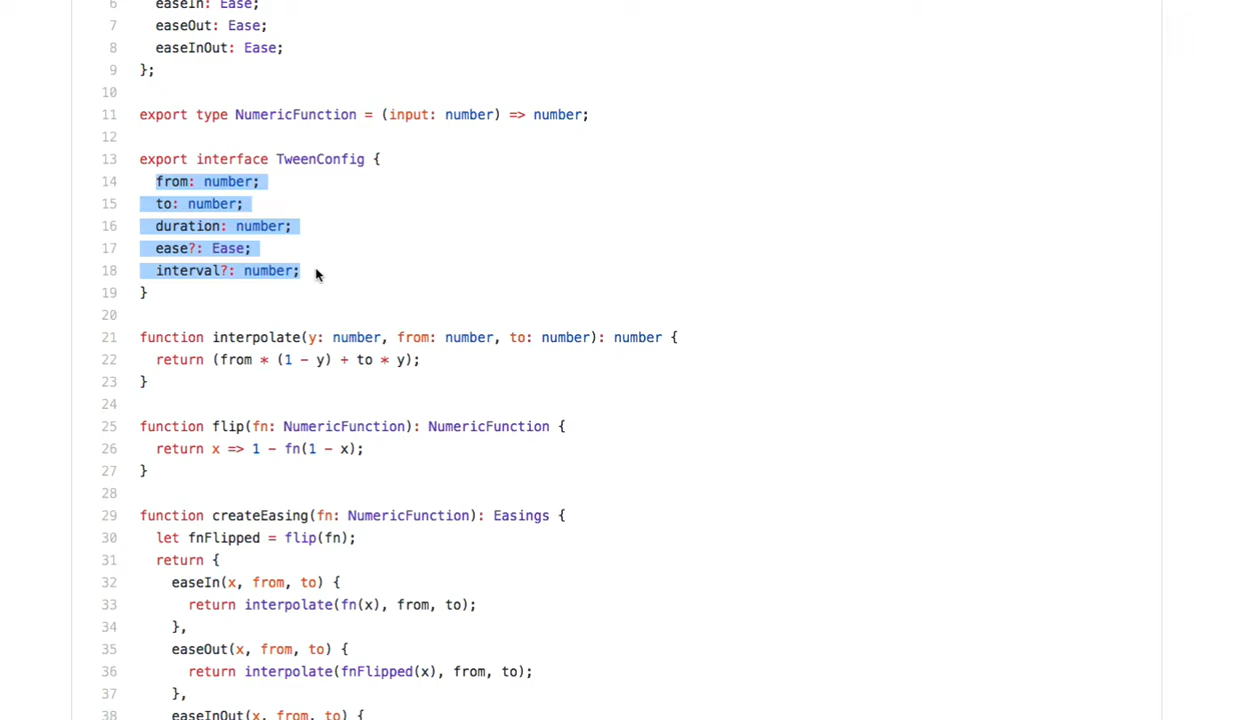 6 easeIn: Ease;
7 easeOut: Ease;
8 easeInOut: Ease;
9 };
10
11 export type NumericFunction = (input: number) => number;
12
13 export interface TweenConfig {
14 from: number;
15 to: number;
16 duration: number;
17 ease?: Ease;
18 interval?: number;
19 }
20
21 function interpolate(y: number, from: number, to: number): number {
22 return (from * (1 - y) + to * y);
23 }
24
25 function flip(fn: NumericFunction): NumericFunction {
26 return x => 1 - fn(1 - x);
27 }
28
29 function createEasing(fn: NumericFunction): Easings {
30 let fnFlipped = flip(fn);
31 return {
32 easeIn(x, from, to) {
33 return interpolate(fn(x), from, to);
34 },
35 easeOut(x, from, to) {
36 return interpolate(fnFlipped(x), from, to);
37 },
38 easeInOut(x, from, to) {